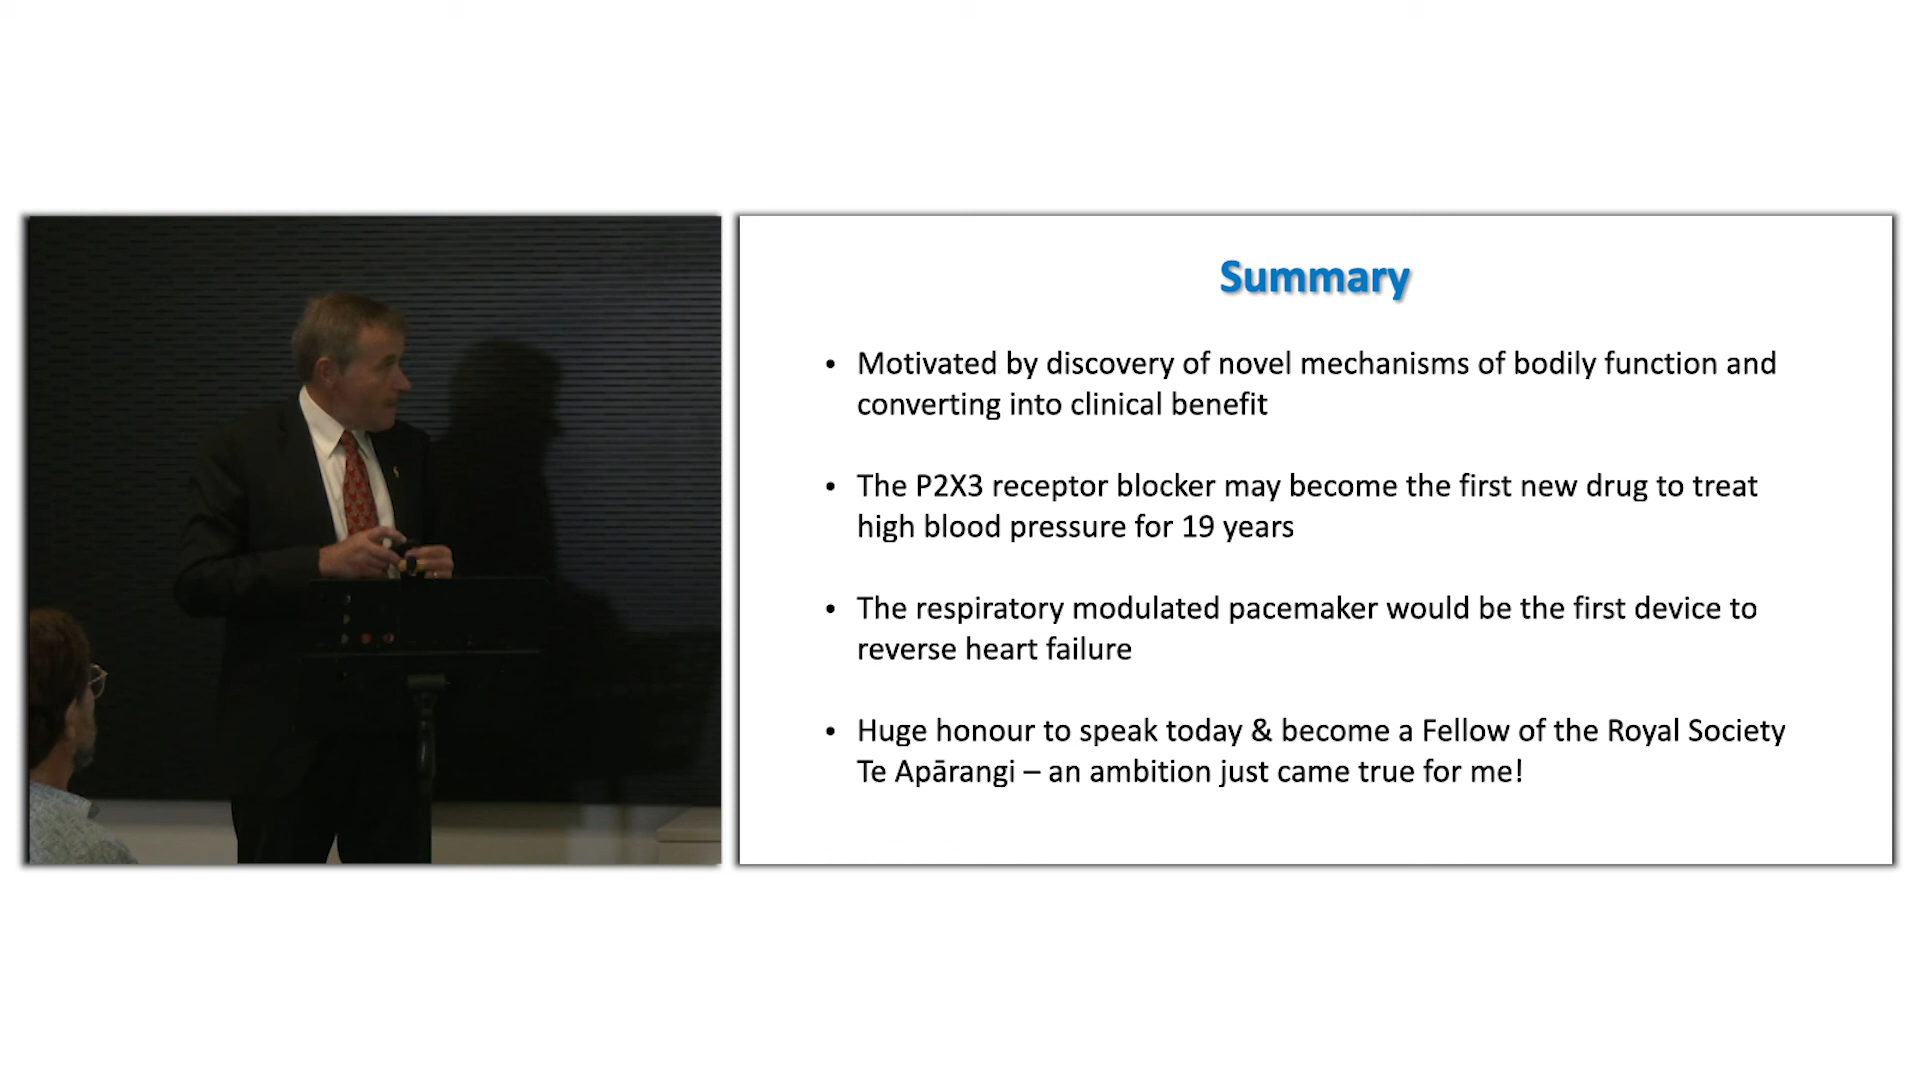 Summary
• Motivated by discovery of novel mechanisms of bodily function and
converting into clinical benefit
• The P2X3 receptor blocker may become the first new drug to treat
high blood pressure for 19 years
• The respiratory modulated pacemaker would be the first device to
reverse heart failure
• Huge honour to speak today & become a Fellow of the Royal Society
Te Apārangi – an ambition just came true for me!